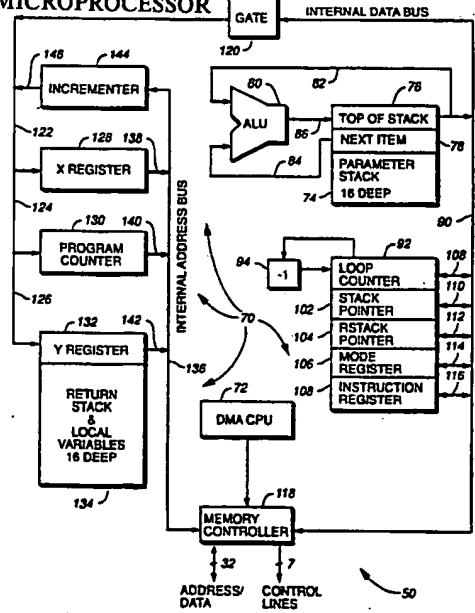 MICROPROCESSOR
GATE
120
INTERNAL DATA BUS
146
144
INCREMENTER
122
128
138
X REGISTER
124
130
140
PROGRAM
COUNTER
126
132
142
Y REGISTER
RETURN
STACK
&
LOCAL
VARIABLES
16 DEEP
134
INTERNAL ADDRESS BUS
136
80
82
76
ALU
86
TOP OF STACK
NEXT ITEM
78
84
PARAMETER
STACK
74
16 DEEP
90
94
-1
92
LOOP
COUNTER
108
102
STACK
POINTER
110
104
RSTACK
POINTER
112
106
MODE
REGISTER
114
108
INSTRUCTION
REGISTER
116
70
72
DMA CPU
118
MEMORY
CONTROLLER
32
7
ADDRESS/
DATA
CONTROL
LINES
50